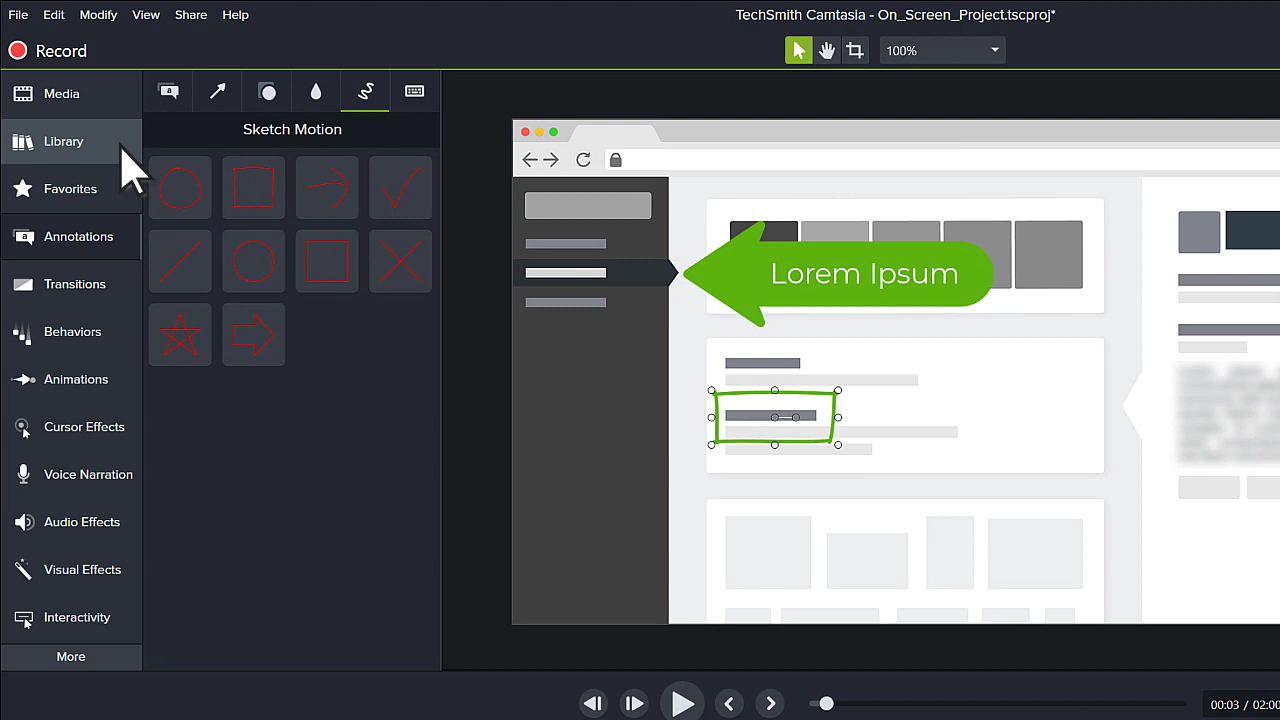 File Edit Modify View Share Help
TechSmith Camtasia - On_Screen_Project.tscproj*
Record
100%
Media
Library
Favorites
Annotations
Transitions
Behaviors
Animations
Cursor Effects
Voice Narration
Audio Effects
Visual Effects
Interactivity
More
a
Sketch Motion
Lorem Ipsum
00:03 / 02:00